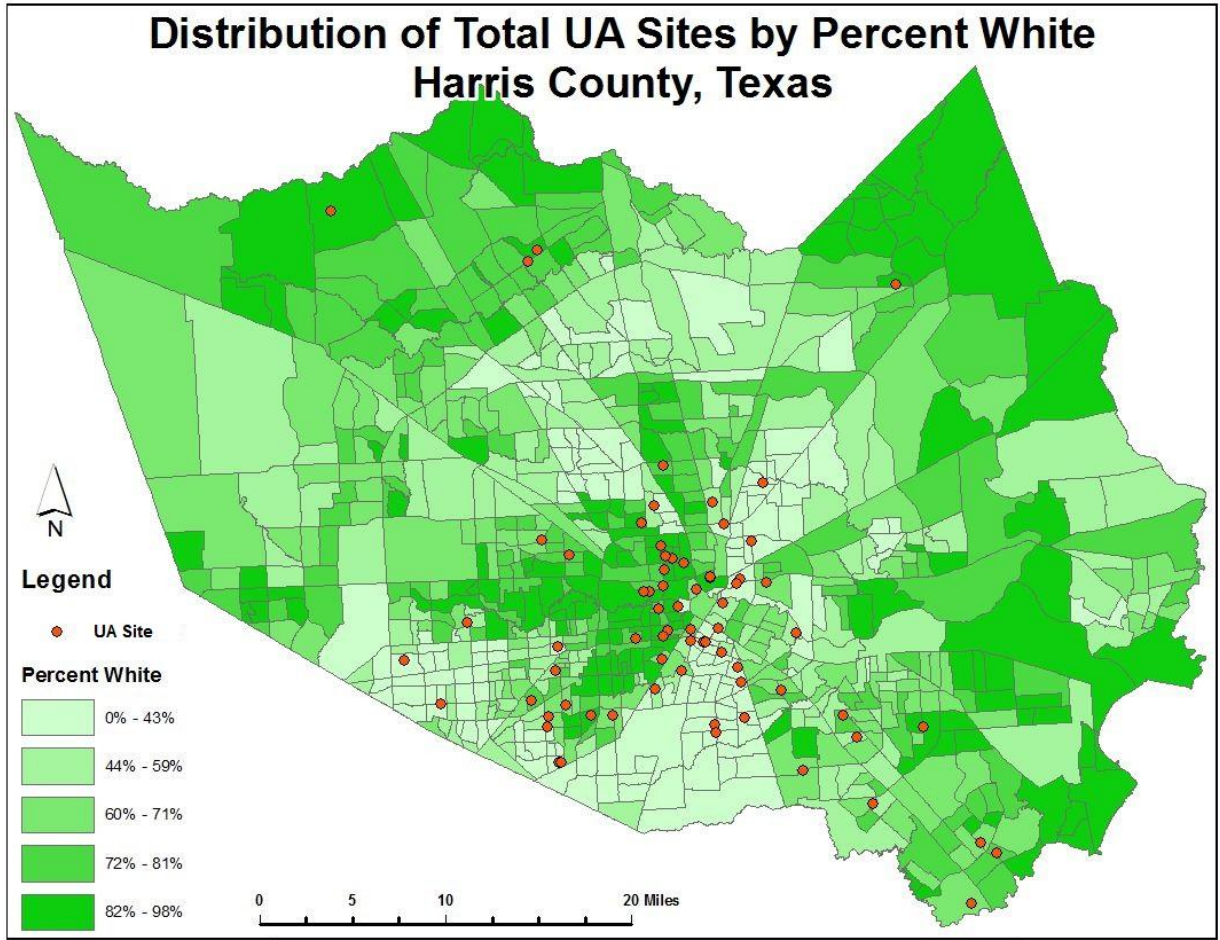 Distribution of Total UA Sites by Percent White
Harris County, Texas
N
Legend
UA Site
Percent White
0% - 43%
44% - 59%
60% - 71%
72% - 81%
82% - 98%
0 5 10 20 Miles